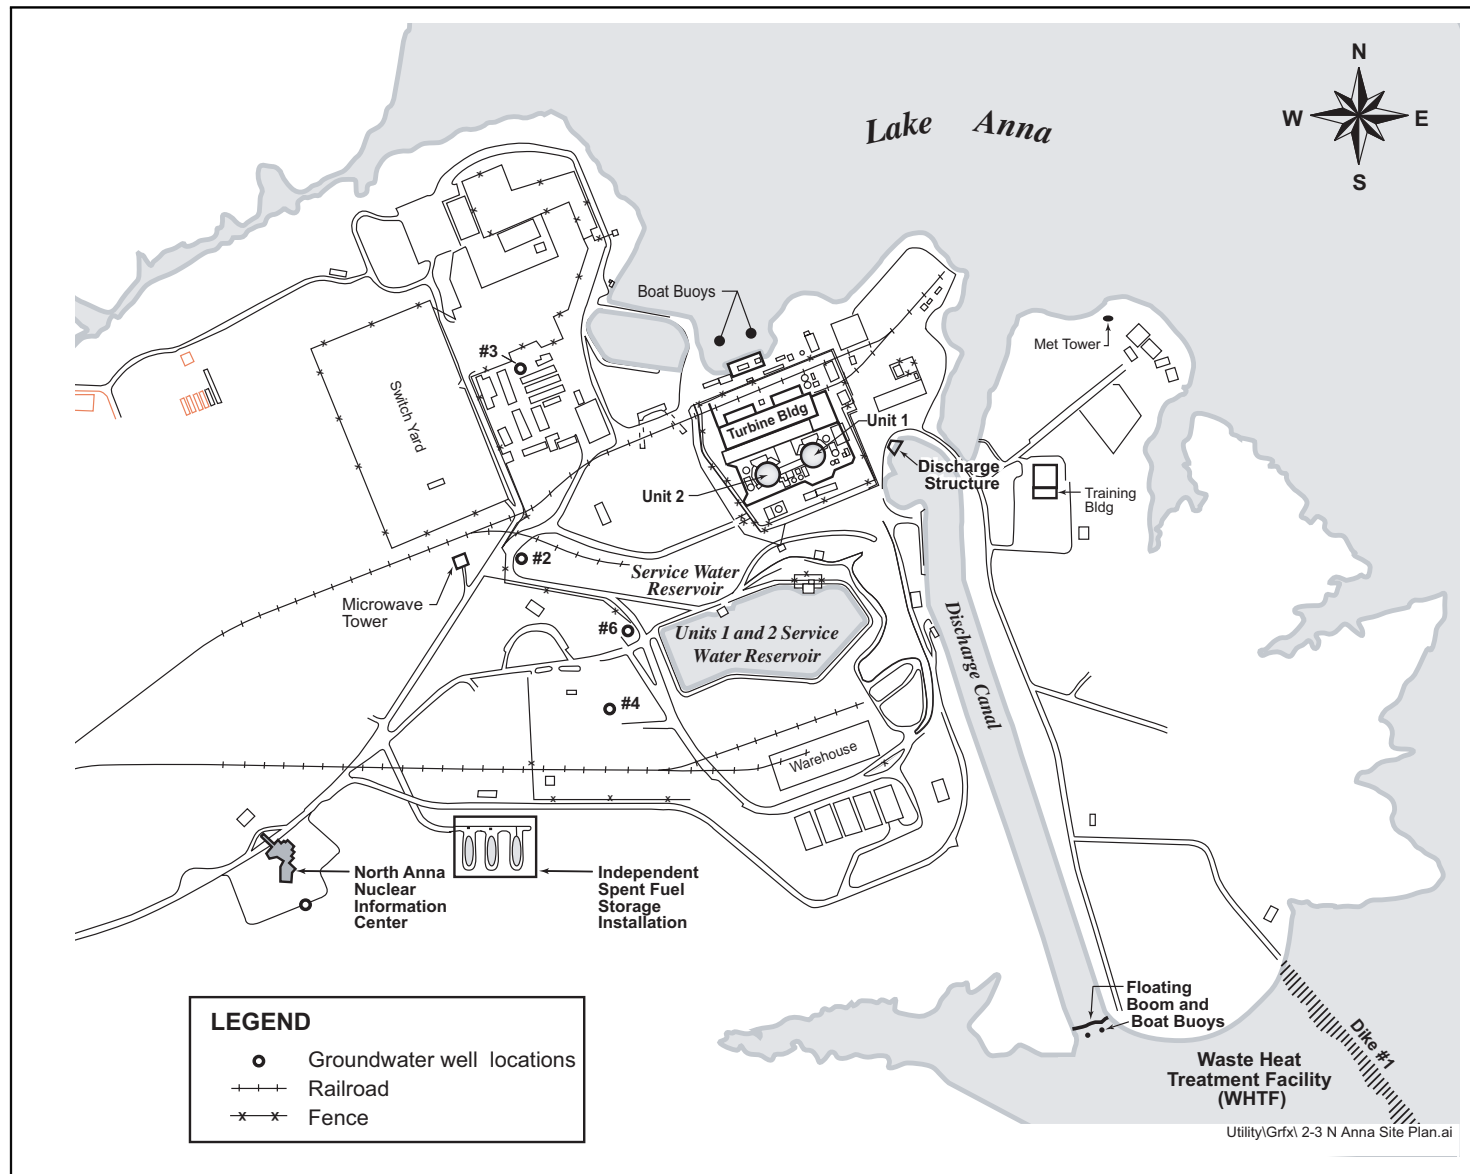 N
W E
S
Lake Anna
Boat Buoys
Met Tower
#3
Switch Yard
Turbine Bldg
Unit 1
Discharge
Structure
Unit 2
Training
Bldg
#2
Service Water
Reservoir
Microwave
Tower
#6
Units 1 and 2 Service
Water Reservoir
Discharge Canal
#4
Warehouse
North Anna
Nuclear
Information
Center
Independent
Spent Fuel
Storage
Installation
Floating
Boom and
Boat Buoys
Dike #1
Waste Heat
Treatment Facility
(WHTF)
LEGEND
Groundwater well locations
Railroad
Fence
Utility\Grfx\ 2-3 N Anna Site Plan.ai